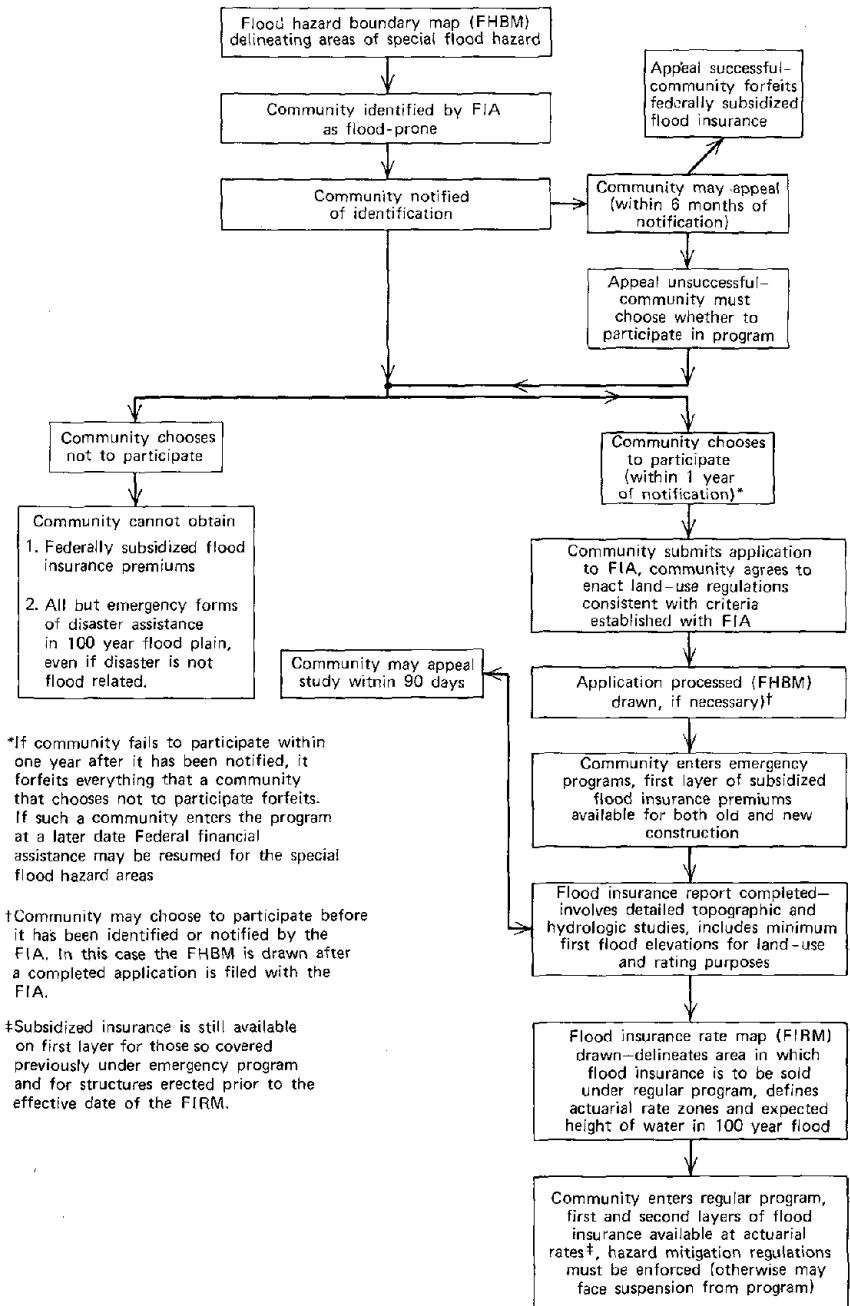 Flood hazard boundary map (FHBM)
delineating areas of special flood hazard
Appeal successful–
community forfeits
federally subsidized
flood insurance
Community identified by FIA
as flood-prone
Community notified
of identification
Community may appeal
(within 6 months of
notification)
Appeal unsuccessful–
community must
choose whether to
participate in program
Community chooses
not to participate
Community chooses
to participate
(within 1 year
of notification)*
Community cannot obtain
1. Federally subsidized flood
insurance premiums
2. All but emergency forms
of disaster assistance
in 100 year flood plain,
even if disaster is not
flood related.
Community submits application
to FIA, community agrees to
enact land-use regulations
consistent with criteria
established with FIA
Community may appeal
study within 90 days
Application processed (FHBM)
drawn, if necessary)†
Community enters emergency
programs, first layer of subsidized
flood insurance premiums
available for both old and new
construction
Flood insurance report completed—
involves detailed topographic and
hydrologic studies, includes minimum
first flood elevations for land-use
and rating purposes
Flood insurance rate map (FIRM)
drawn—delineates area in which
flood insurance is to be sold
under regular program, defines
actuarial rate zones and expected
height of water in 100 year flood
Community enters regular program,
first and second layers of flood
insurance available at actuarial
rates‡, hazard mitigation regulations
must be enforced (otherwise may
face suspension from program)
*If community fails to participate within
one year after it has been notified, it
forfeits everything that a community
that chooses not to participate forfeits.
If such a community enters the program
at a later date Federal financial
assistance may be resumed for the special
flood hazard areas
†Community may choose to participate before
it has been identified or notified by the
FIA. In this case the FHBM is drawn after
a completed application is filed with the
FIA.
‡Subsidized insurance is still available
on first layer for those so covered
previously under emergency program
and for structures erected prior to the
effective date of the FIRM.